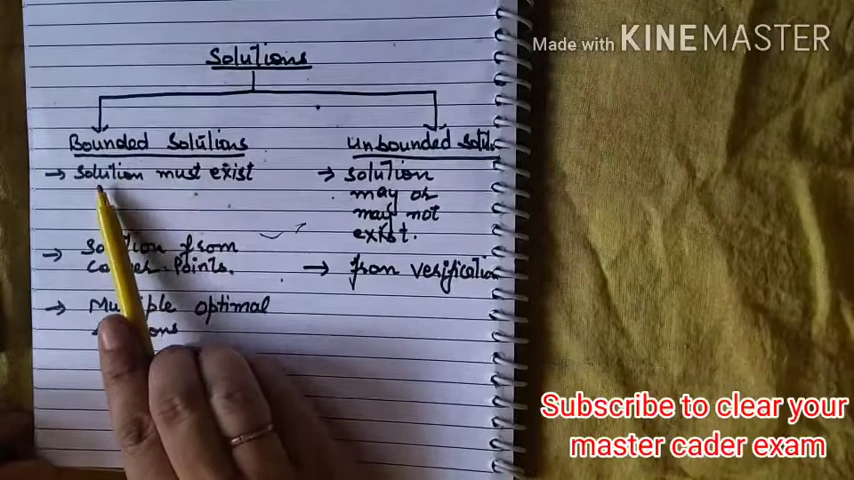 Solutions
Bounded Solutions
→ Solution must exist
→ Solution from
Corner-Points.
→ Multiple optimal
Unbounded
→ solution
may or
may not
exist.
→ from verification
Made with KINEMASTER
Subscribe to clear your
master cader exam